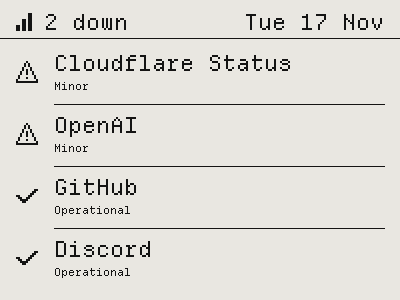 2 down
Tue 17 Nov
Cloudflare Status
Minor
OpenAI
Minor
GitHub
Operational
Discord
Operational